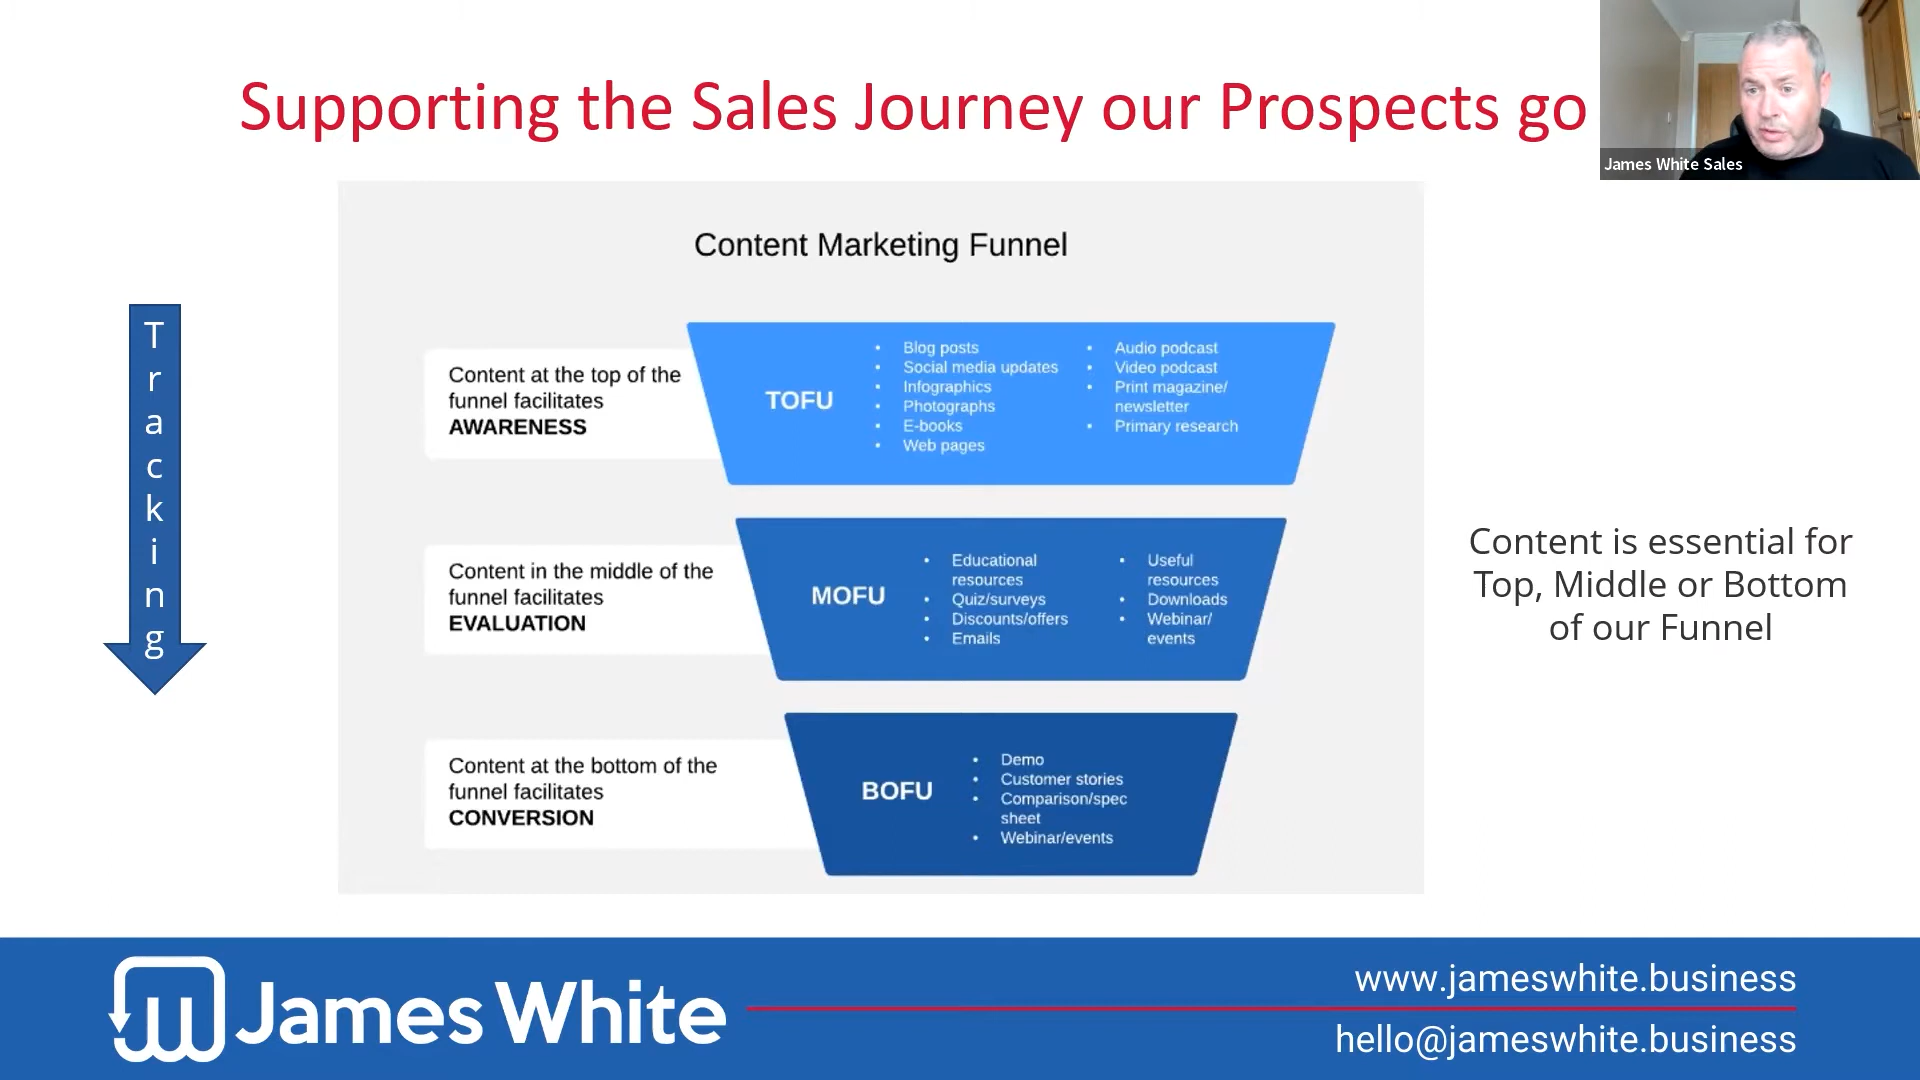 Supporting the Sales Journey our Prospects go
James White Sales
Content Marketing Funnel
Tracking
Content at the top of the
funnel facilitates
AWARENESS
TOFU
• Blog posts
• Social media updates
• Infographics
• Photographs
• E-books
• Web pages
• Audio podcast
• Video podcast
• Print magazine/
newsletter
• Primary research
Content in the middle of the
funnel facilitates
EVALUATION
MOFU
• Educational
resources
• Quiz/surveys
• Discounts/offers
• Emails
• Useful
resources
• Downloads
• Webinar/
events
Content at the bottom of the
funnel facilitates
CONVERSION
BOFU
• Demo
• Customer stories
• Comparison/spec
sheet
• Webinar/events
Content is essential for
Top, Middle or Bottom
of our Funnel
James White
www.jameswhite.business
hello@jameswhite.business